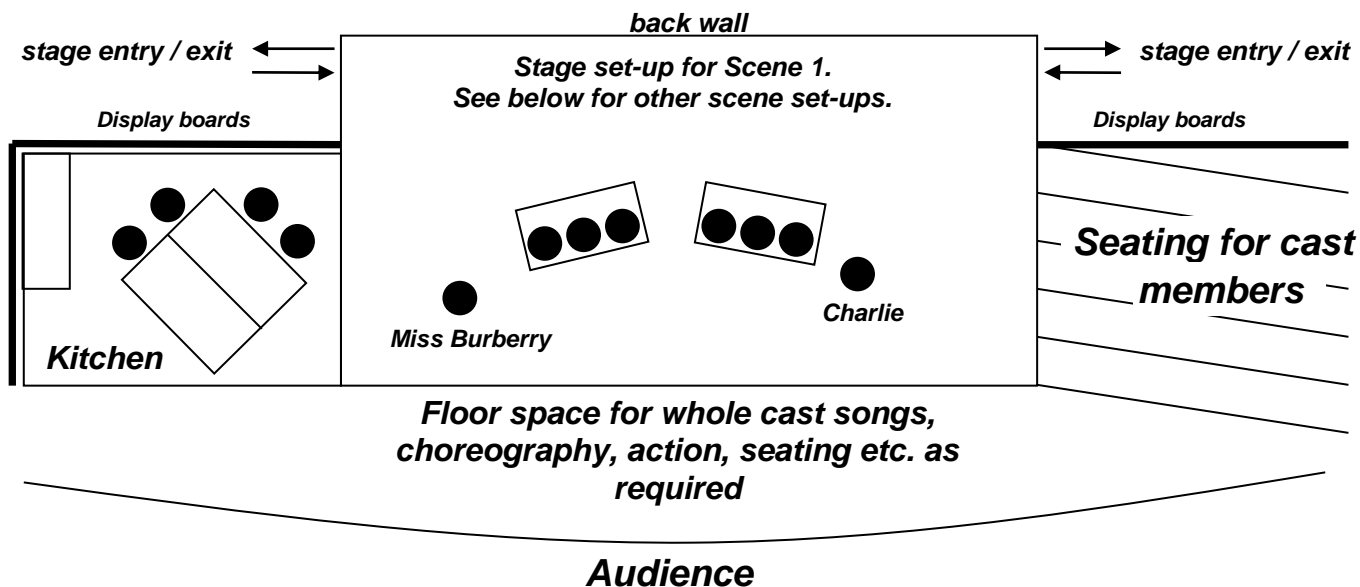 back wall
stage entry / exit
stage entry / exit
Stage set-up for Scene 1.
See below for other scene set-ups.
Display boards
Display boards
Seating for cast
members
Charlie
Miss Burberry
Kitchen
Floor space for whole cast songs,
choreography, action, seating etc. as
required
Audience